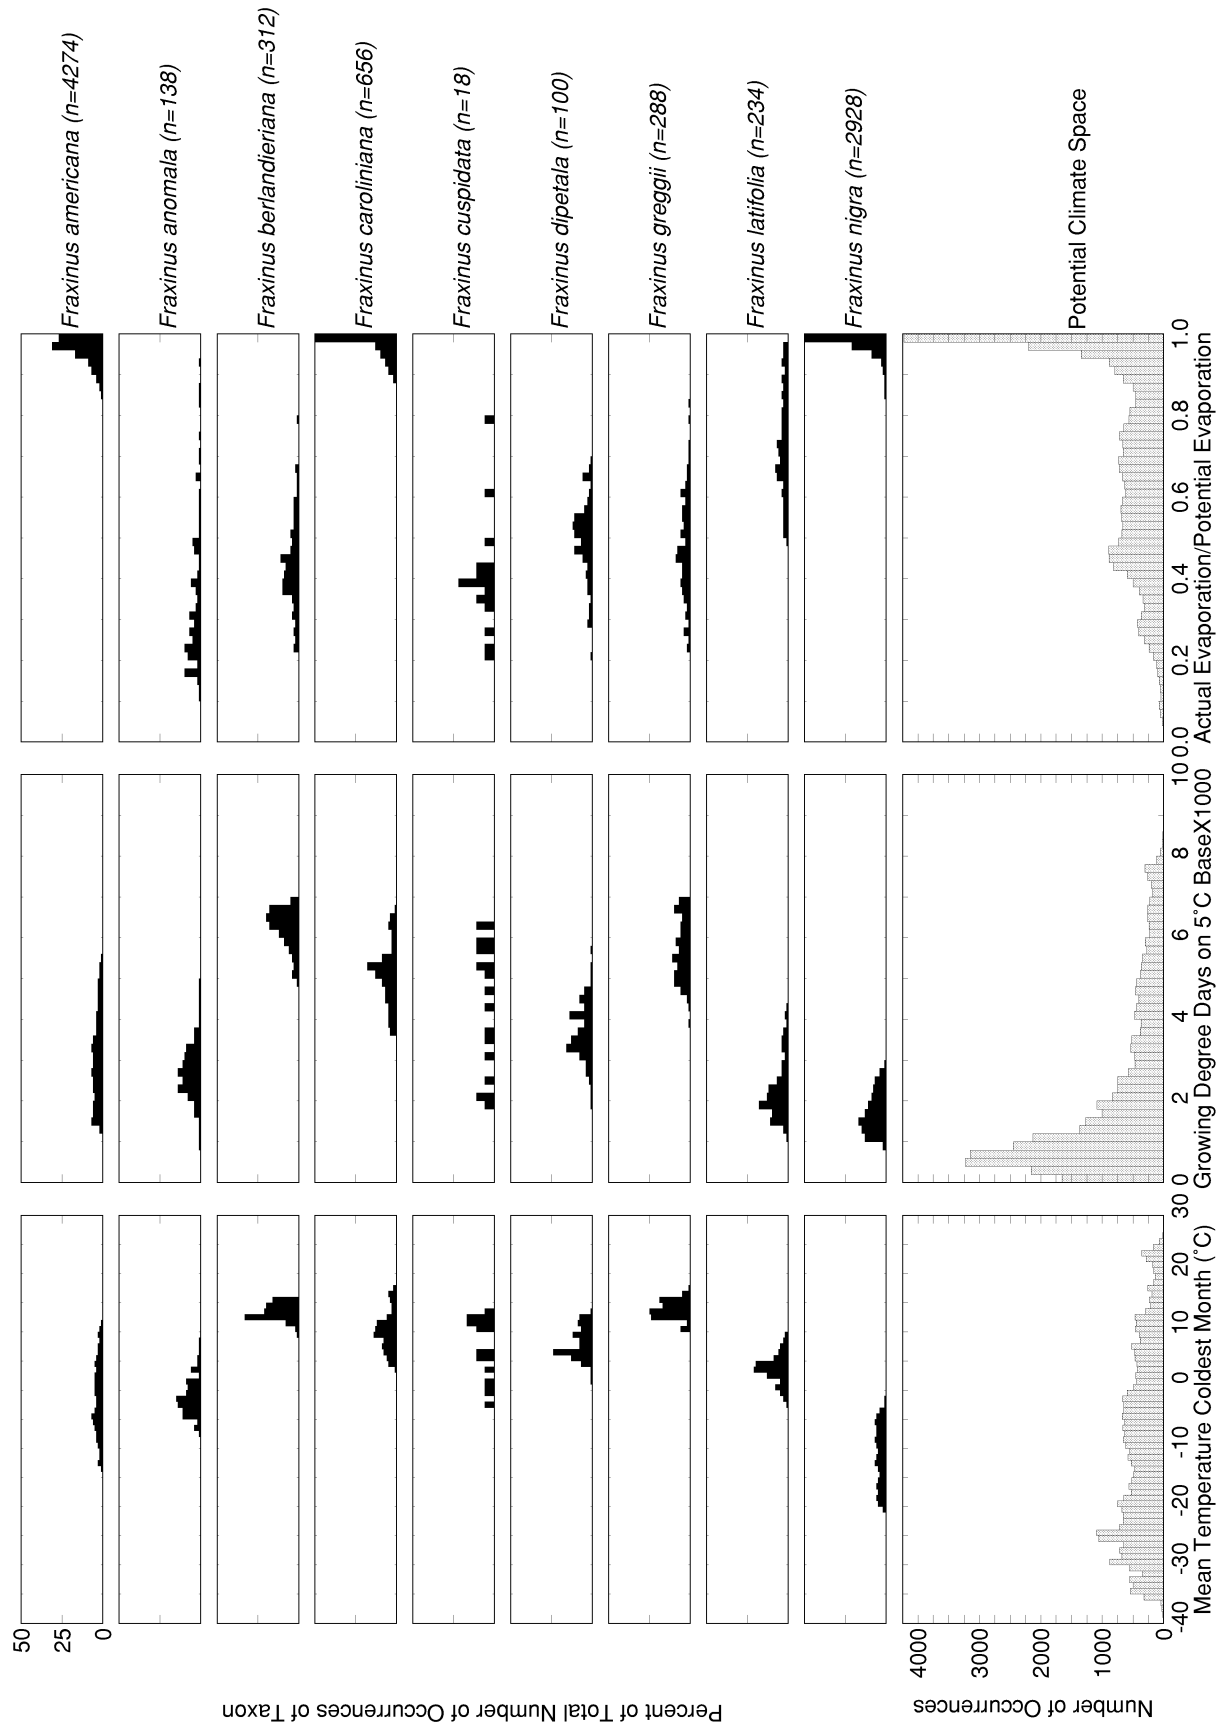 50
25
0
Percent of Total Number of Occurrences of Taxon
Fraxinus americana (n=4274)
Fraxinus anomala (n=138)
Fraxinus berlandieriana (n=312)
Fraxinus caroliniana (n=656)
Fraxinus cuspidata (n=18)
Fraxinus dipetala (n=100)
Fraxinus greggii (n=288)
Fraxinus latifolia (n=234)
Fraxinus nigra (n=2928)
Potential Climate Space
4000
3000
2000
1000
0
Number of Occurrences
-40 -30 -20 -10 0 10 20 30
Mean Temperature Coldest Month (˚C)
0 2 4 6 8 10
Growing Degree Days on 5˚C BaseX1000
0.0 0.2 0.4 0.6 0.8 1.0
Actual Evaporation/Potential Evaporation